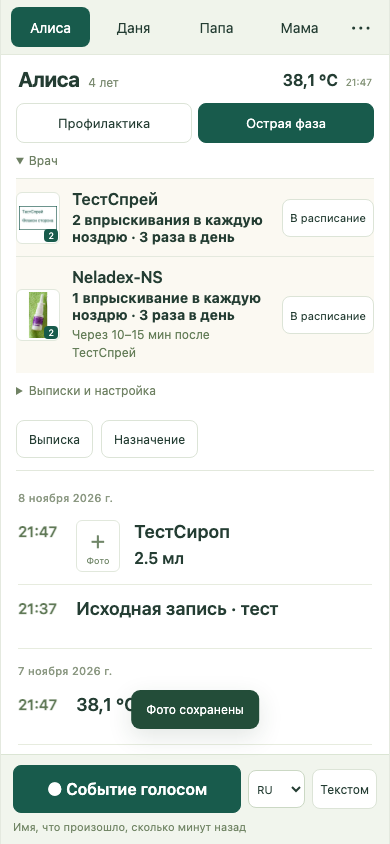 Алиса Даня Папа Мама ···
Алиса 4 лет 38,1 °C 21:47
Профилактика Острая фаза
▼ Врач
ТестСпрей
2 впрыскивания в каждую
ноздрю · 3 раза в день
В расписание
2
Neladex-NS
1 впрыскивание в каждую
ноздрю · 3 раза в день
Через 10–15 мин после
ТестСпрей
В расписание
2
▶ Выписки и настройка
Выписка Назначение
8 ноября 2026 г.
21:47 ТестСироп
+
Фото
2.5 мл
21:37 Исходная запись · тест
7 ноября 2026 г.
21:47 38,1 °C
Фото сохранены
Событие голосом RU Текстом
Имя, что произошло, сколько минут назад